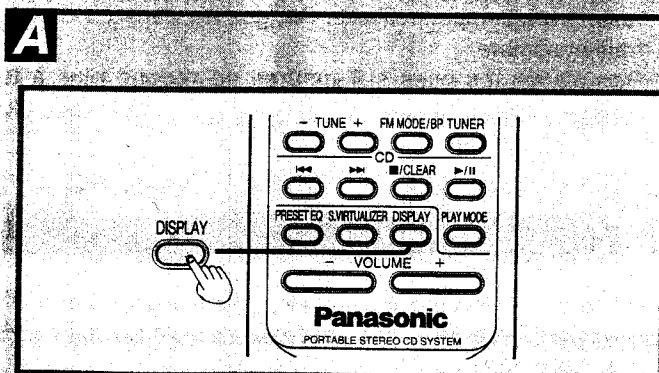 A
− TUNE + FM MODE/BP TUNER
CD
⏮ ⏭ ■/CLEAR ►/II
PRESET EQ S.VIRTUALIZER DISPLAY PLAY MODE
DISPLAY
− VOLUME +
Panasonic
PORTABLE STEREO CD SYSTEM